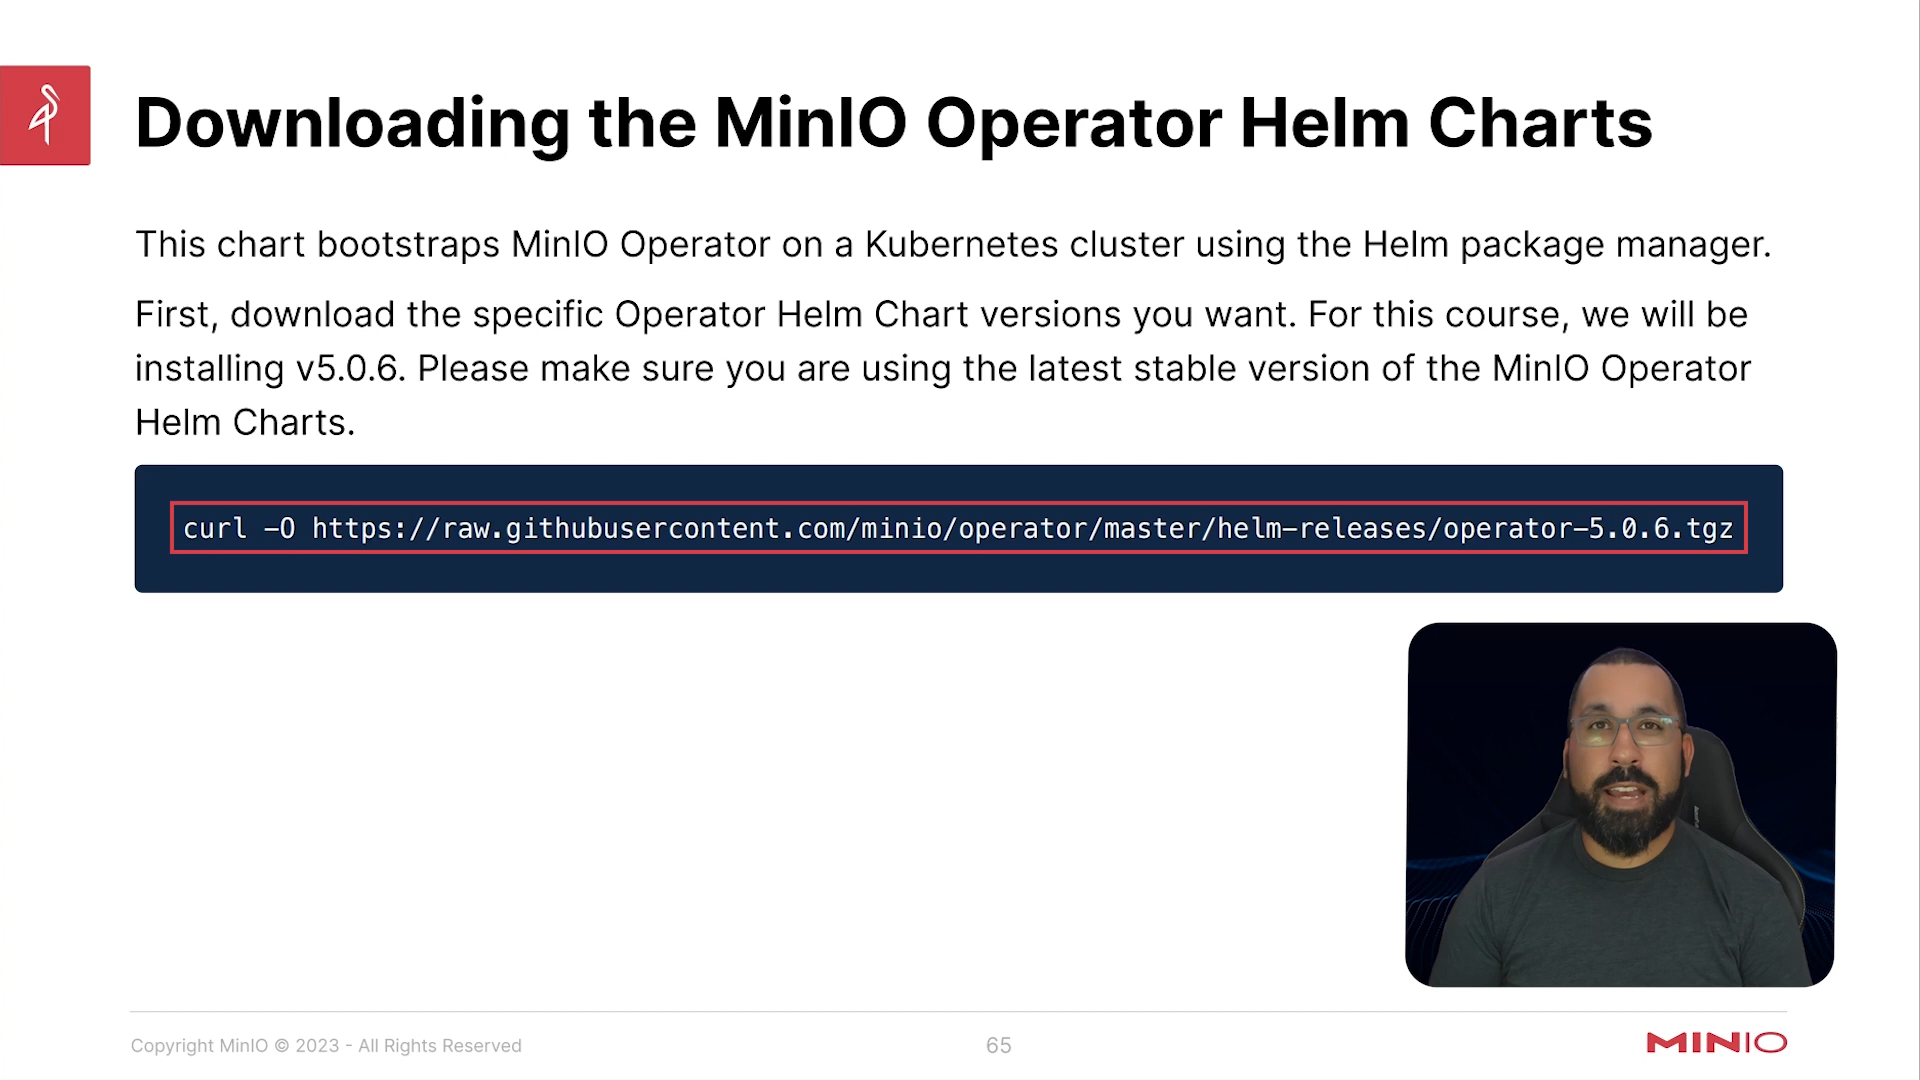 Downloading the MinIO Operator Helm Charts
This chart bootstraps MinIO Operator on a Kubernetes cluster using the Helm package manager.
First, download the specific Operator Helm Chart versions you want. For this course, we will be
installing v5.0.6. Please make sure you are using the latest stable version of the MinIO Operator
Helm Charts.
curl -O https://raw.githubusercontent.com/minio/operator/master/helm-releases/operator-5.0.6.tgz
Copyright MinIO © 2023 - All Rights Reserved
65
MINIO